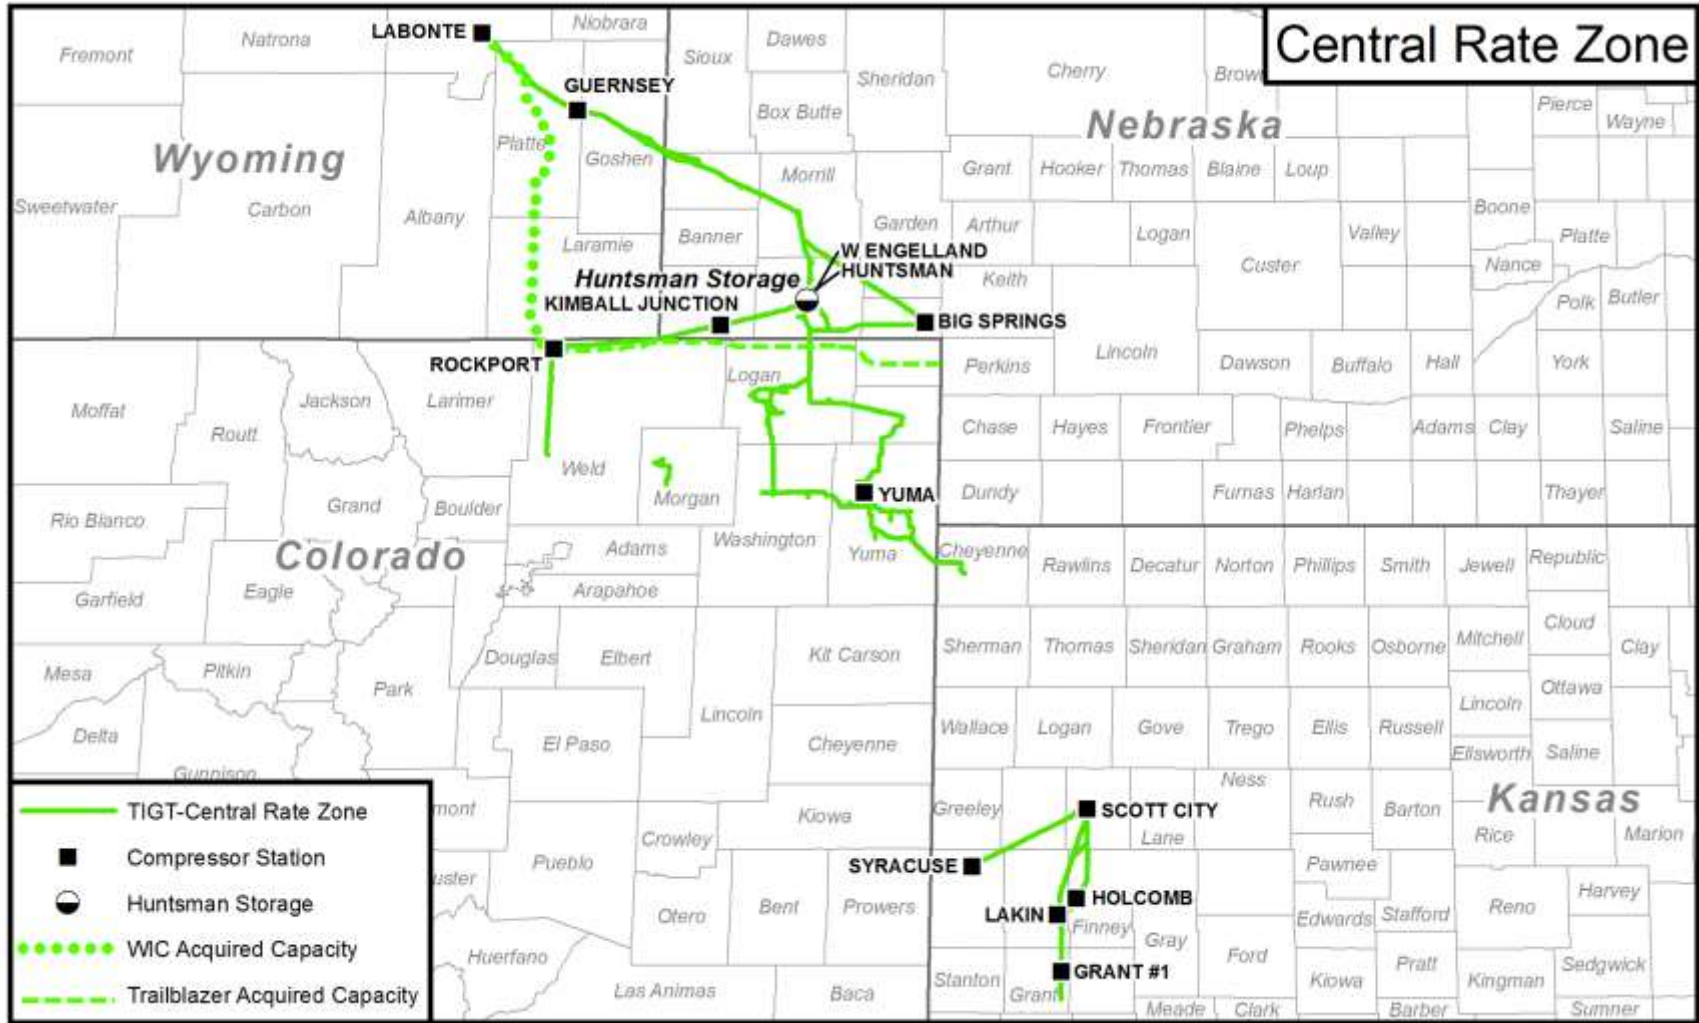 Central Rate Zone
LABONTE
Niobrara
Fremont
Natrona
Sioux
Dawes
Sheridan
Cherry
GUERNSEY
Box Butte
Nebraska
Pierce
Wayne
Wyoming
Platte
Goshen
Morrill
Grant
Hooker
Thomas
Blaine
Loup
Sweetwater
Carbon
Albany
Laramie
Banner
Garden
Arthur
Logan
Custer
Valley
Boone
Platte
Nance
W ENGELLAND
HUNTSMAN
Huntsman Storage
Keith
KIMBALL JUNCTION
Polk
Butler
BIG SPRINGS
ROCKPORT
Logan
Perkins
Lincoln
Dawson
Buffalo
Hall
York
Moffat
Jackson
Larimer
Routt
Chase
Hayes
Frontier
Phelps
Adams
Clay
Saline
Weld
Morgan
YUMA
Dundy
Furnas
Harlan
Thayer
Rio Blanco
Grand
Boulder
Colorado
Adams
Washington
Yuma
Cheyenne
Rawlins
Decatur
Norton
Phillips
Smith
Jewell
Republic
Garfield
Eagle
Arapahoe
Cloud
Mesa
Pitkin
Park
Douglas
Elbert
Kit Carson
Sherman
Thomas
Sheridan
Graham
Rooks
Osborne
Mitchell
Clay
Ottawa
Lincoln
Delta
El Paso
Lincoln
Cheyenne
Wallace
Logan
Gove
Trego
Ellis
Russell
Ellsworth
Saline
Gunnison
Ness
Kansas
mont
Crowley
Kiowa
Greeley
SCOTT CITY
Lane
Rush
Barton
Rice
Marion
uster
Pueblo
SYRACUSE
Pawnee
Otero
Bent
Prowers
LAKIN
HOLCOMB
Finney
Edwards
Stafford
Reno
Harvey
Huerfano
Gray
Ford
Las Animas
Baca
Stanton
Grant
GRANT #1
Kiowa
Pratt
Kingman
Sedgwick
Meade
Clark
Barber
Sumner
TIGT-Central Rate Zone
Compressor Station
Huntsman Storage
WIC Acquired Capacity
Trailblazer Acquired Capacity